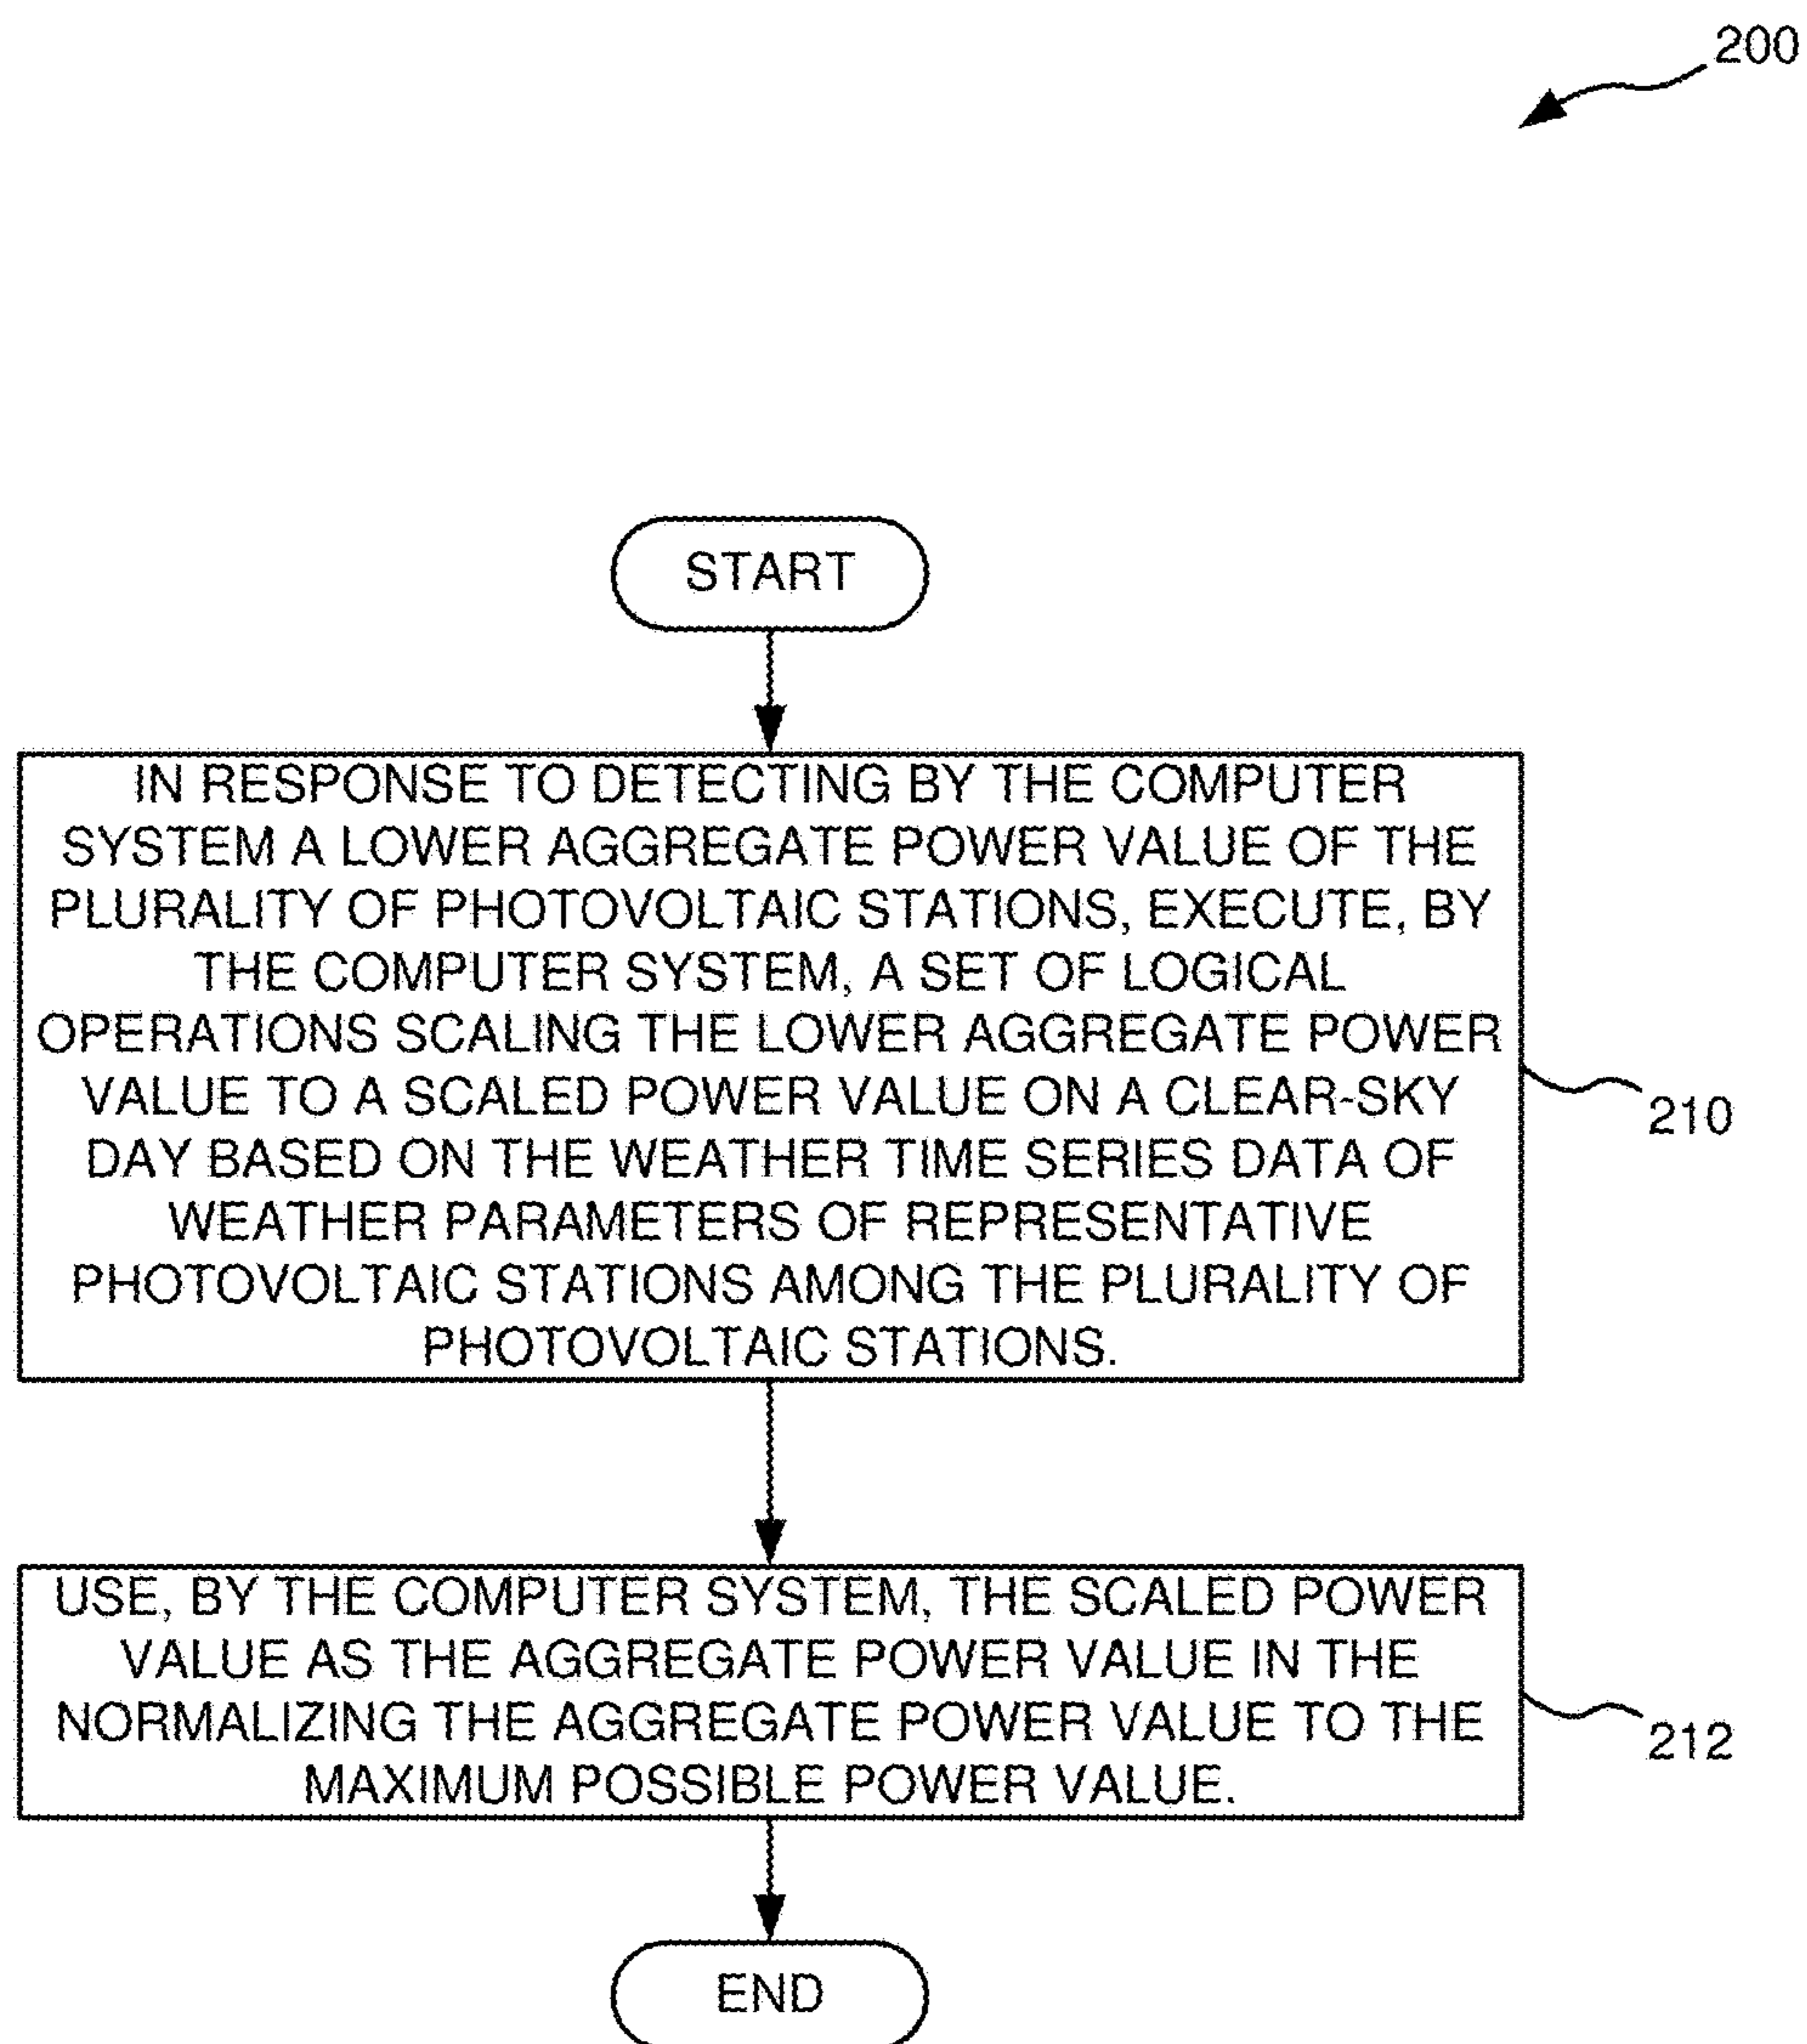 200
START
IN RESPONSE TO DETECTING BY THE COMPUTER
SYSTEM A LOWER AGGREGATE POWER VALUE OF THE
PLURALITY OF PHOTOVOLTAIC STATIONS, EXECUTE, BY
THE COMPUTER SYSTEM, A SET OF LOGICAL
OPERATIONS SCALING THE LOWER AGGREGATE POWER
VALUE TO A SCALED POWER VALUE ON A CLEAR-SKY
DAY BASED ON THE WEATHER TIME SERIES DATA OF
WEATHER PARAMETERS OF REPRESENTATIVE
PHOTOVOLTAIC STATIONS AMONG THE PLURALITY OF
PHOTOVOLTAIC STATIONS.
210
USE, BY THE COMPUTER SYSTEM, THE SCALED POWER
VALUE AS THE AGGREGATE POWER VALUE IN THE
NORMALIZING THE AGGREGATE POWER VALUE TO THE
MAXIMUM POSSIBLE POWER VALUE.
212
END